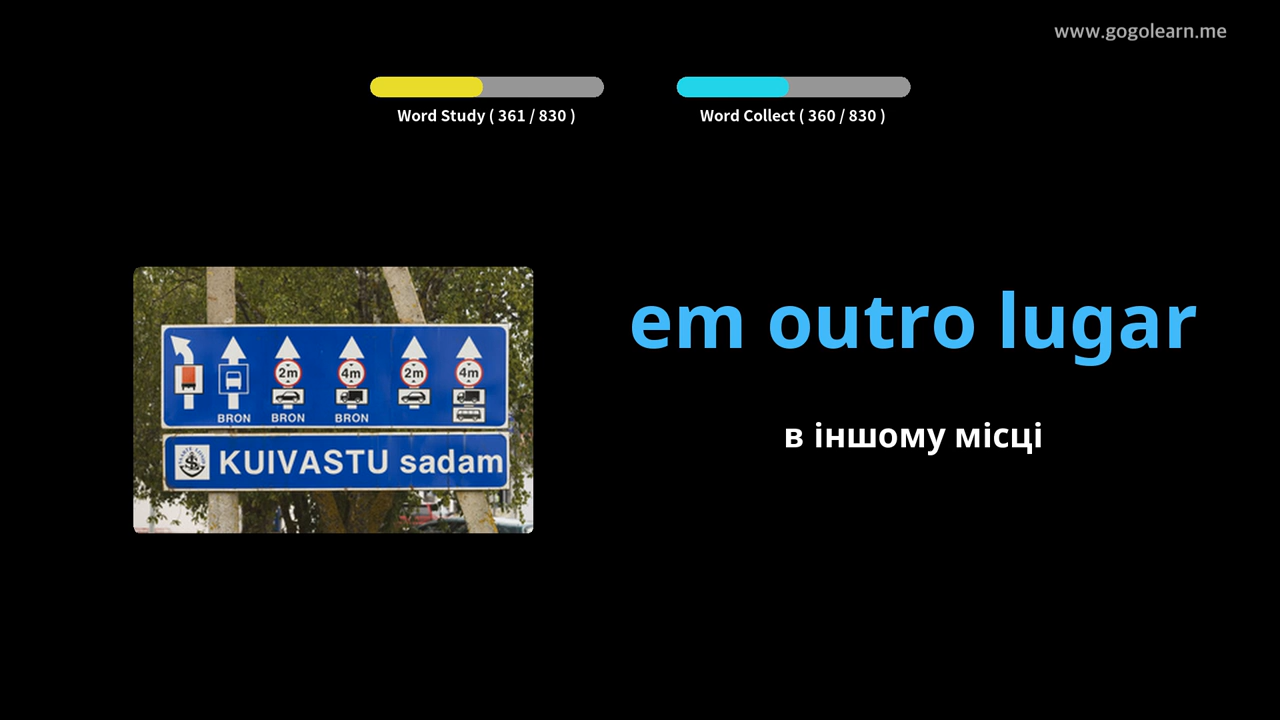 www.gogolearn.me
Word Study ( 361 / 830 )
Word Collect ( 360 / 830 )
em outro lugar
в іншому місці
2m 4m 2m 4m
BRON BRON BRON
KUIVASTU sadam